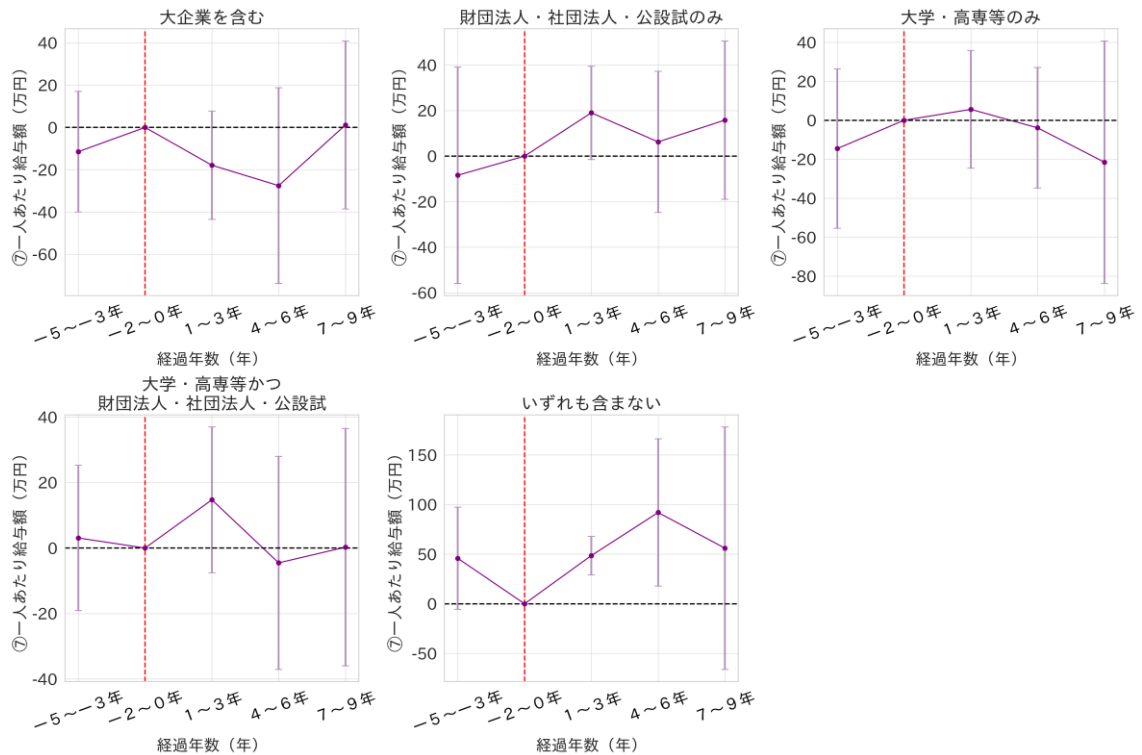 大企業を含む
⑦一人あたり給与額（万円）
40
20
0
-20
-40
-60
−５〜−３年
−２〜０年
１〜３年
４〜６年
７〜９年
経過年数（年）
財団法人・社団法人・公設試のみ
⑦一人あたり給与額（万円）
40
20
0
-20
-40
-60
−５〜−３年
−２〜０年
１〜３年
４〜６年
７〜９年
経過年数（年）
大学・高専等のみ
⑦一人あたり給与額（万円）
40
20
0
-20
-40
-60
-80
−５〜−３年
−２〜０年
１〜３年
４〜６年
７〜９年
経過年数（年）
大学・高専等かつ
財団法人・社団法人・公設試
⑦一人あたり給与額（万円）
40
20
0
-20
-40
−５〜−３年
−２〜０年
１〜３年
４〜６年
７〜９年
経過年数（年）
いずれも含まない
⑦一人あたり給与額（万円）
150
100
50
0
-50
−５〜−３年
−２〜０年
１〜３年
４〜６年
７〜９年
経過年数（年）